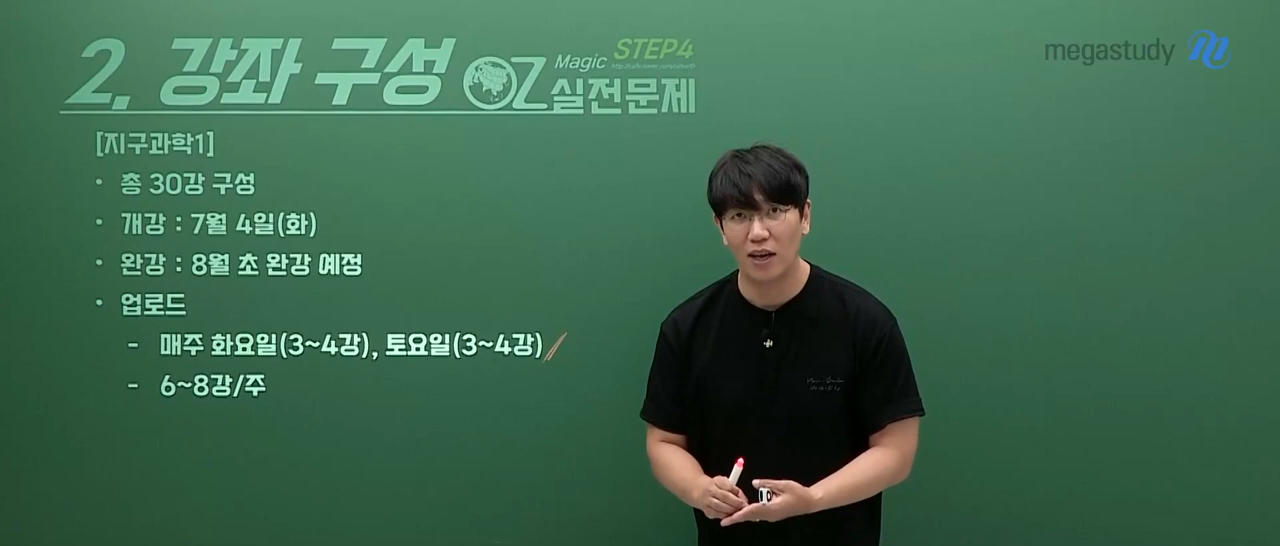 2. 강좌 구성 OZ Magic STEP4 실전문제
megastudy
[지구과학1]
• 총 30강 구성
• 개강 : 7월 4일(화)
• 완강 : 8월 초 완강 예정
• 업로드
- 매주 화요일(3~4강), 토요일(3~4강)
- 6~8강/주